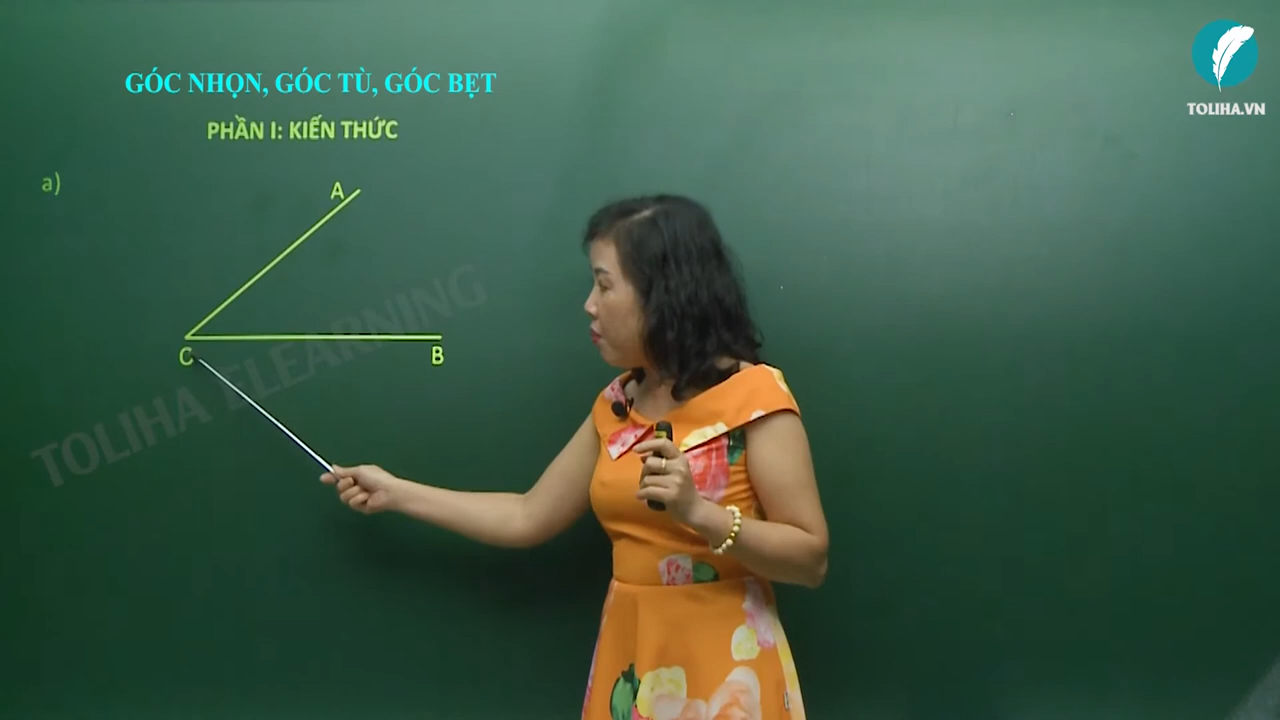 GÓC NHỌN, GÓC TÙ, GÓC BẸT
TOLIHA.VN
PHẦN I: KIẾN THỨC
a)
A
C
B
TOLIHA ELEARNING